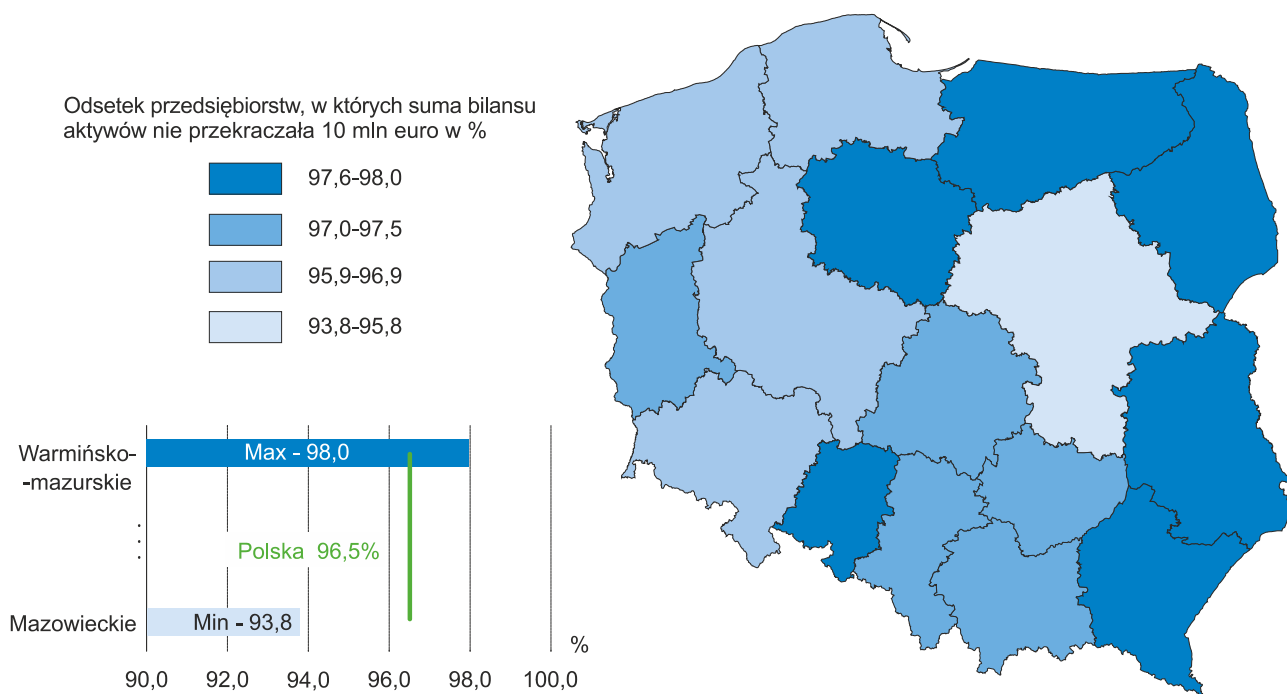 Odsetek przedsiębiorstw, w których suma bilansu
aktywów nie przekraczała 10 mln euro w %
97,6-98,0
97,0-97,5
95,9-96,9
93,8-95,8
Warmińsko-
-mazurskie
Max - 98,0
Polska 96,5%
Mazowieckie
Min - 93,8
%
90,0 92,0 94,0 96,0 98,0 100,0